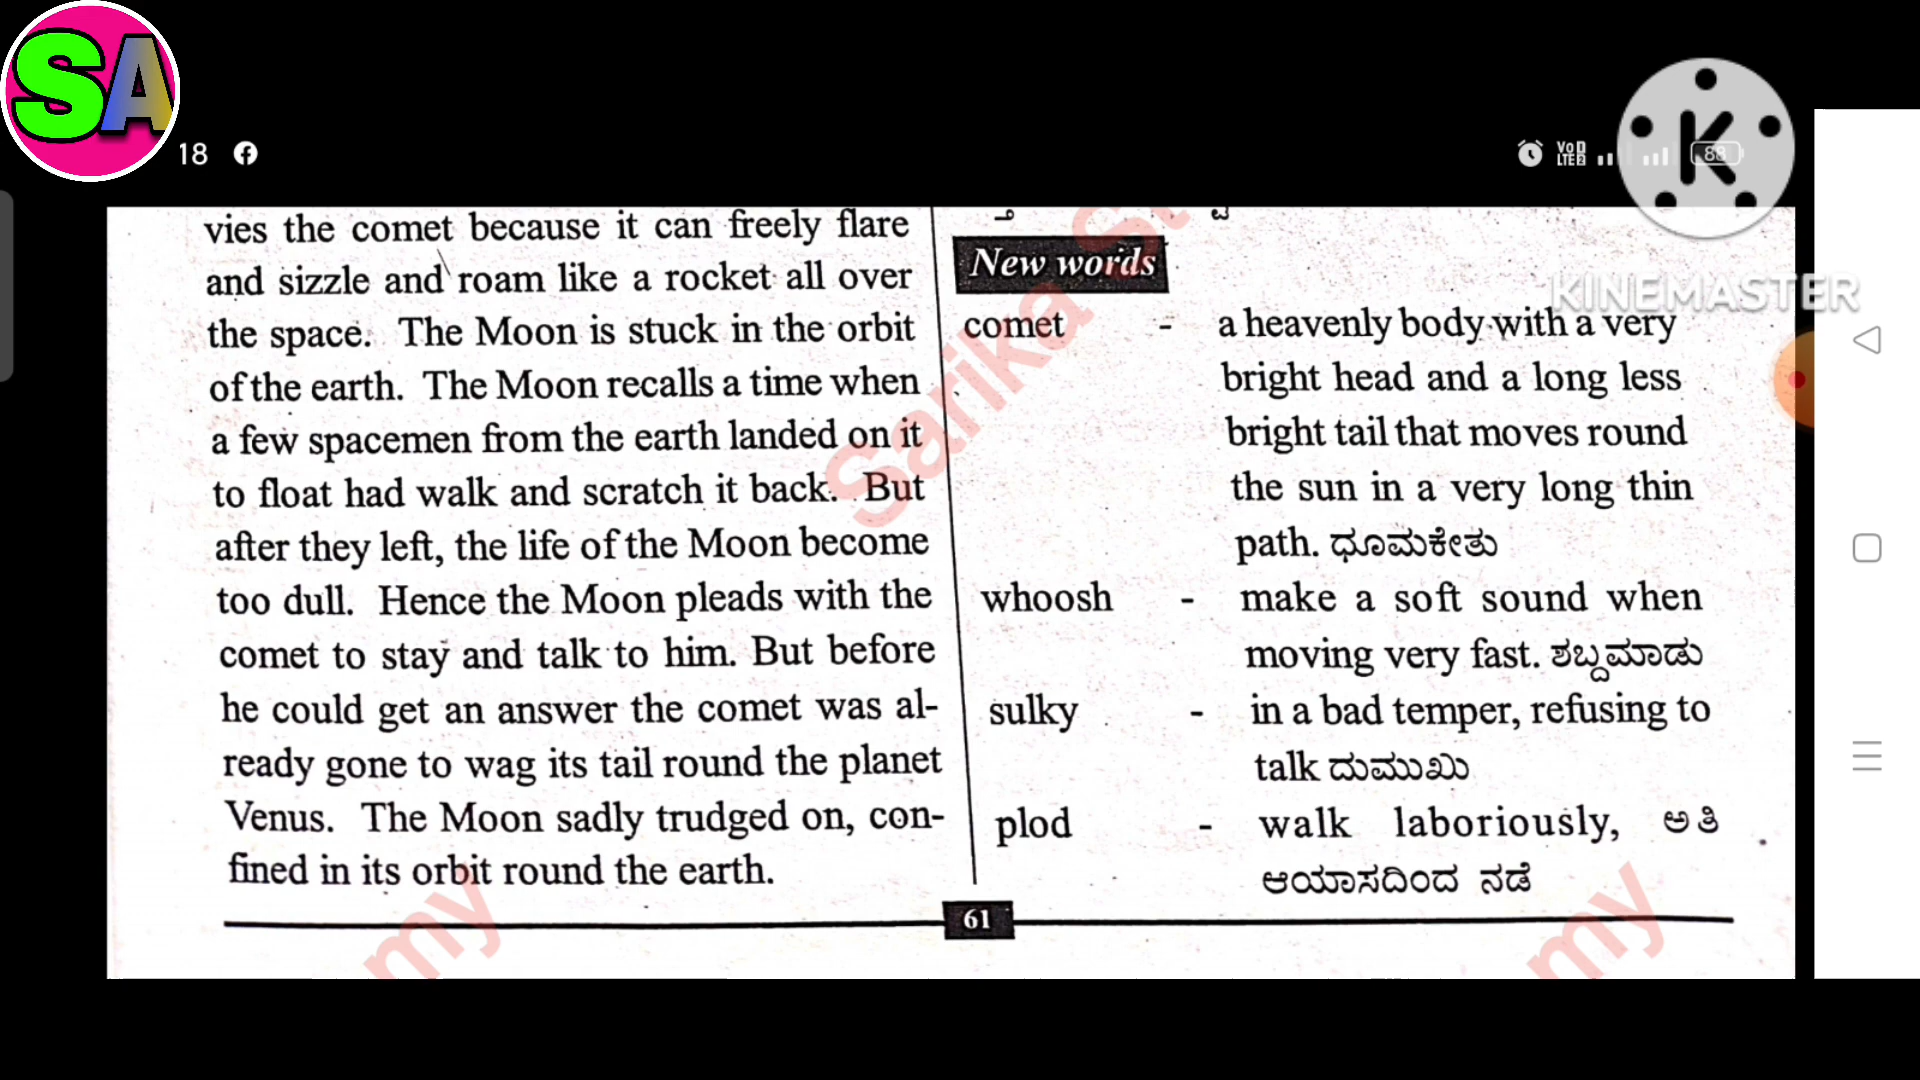 SA
18
VoLTE2
88
K
KINEMASTER
vies the comet because it can freely flare
and sizzle and roam like a rocket all over
the space. The Moon is stuck in the orbit
of the earth. The Moon recalls a time when
a few spacemen from the earth landed on it
to float had walk and scratch it back. But
after they left, the life of the Moon become
too dull. Hence the Moon pleads with the
comet to stay and talk to him. But before
he could get an answer the comet was al-
ready gone to wag its tail round the planet
Venus. The Moon sadly trudged on, con-
fined in its orbit round the earth.
New words
comet - a heavenly body with a very
bright head and a long less
bright tail that moves round
the sun in a very long thin
path. ಧೂಮಕೇತು
whoosh - make a soft sound when
moving very fast. ಶಬ್ದಮಾಡು
sulky - in a bad temper, refusing to
talk ದುಮುಖಿ
plod - walk laboriously, ಅತಿ
ಆಯಾಸದಿಂದ ನಡೆ
61
Sarika St
my
my